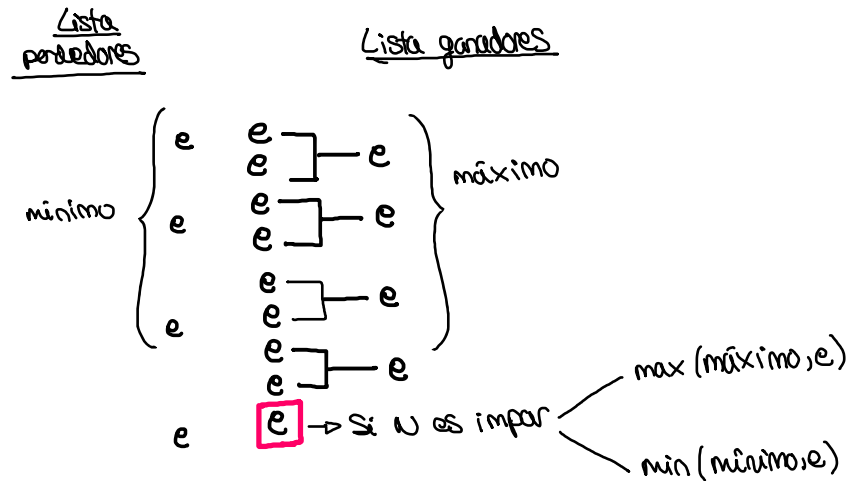 Lista
perdedores
Lista ganadores
e
e
e
e
e
e
e
máximo
mínimo
e
e
e
e
e
e
e
e
e
e
e
max (máximo, e)
e
e → Si N es impar
min (mínimo, e)